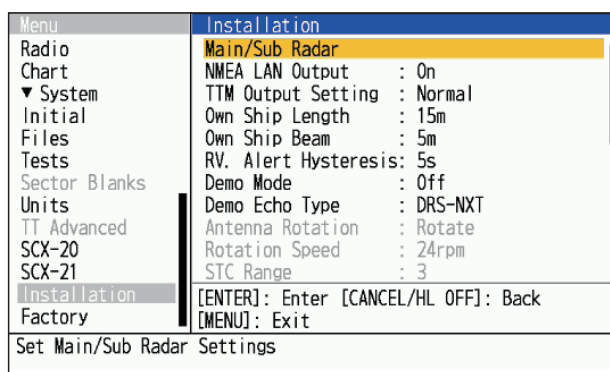 Menu
Radio
Chart
▼ System
Initial
Files
Tests
Sector Blanks
Units
TT Advanced
SCX-20
SCX-21
Installation
Factory
Installation
Main/Sub Radar
NMEA LAN Output : On
TTM Output Setting : Normal
Own Ship Length : 15m
Own Ship Beam : 5m
RV. Alert Hysteresis: 5s
Demo Mode : Off
Demo Echo Type : DRS-NXT
Antenna Rotation : Rotate
Rotation Speed : 24rpm
STC Range : 3
[ENTER]: Enter [CANCEL/HL OFF]: Back
[MENU]: Exit
Set Main/Sub Radar Settings